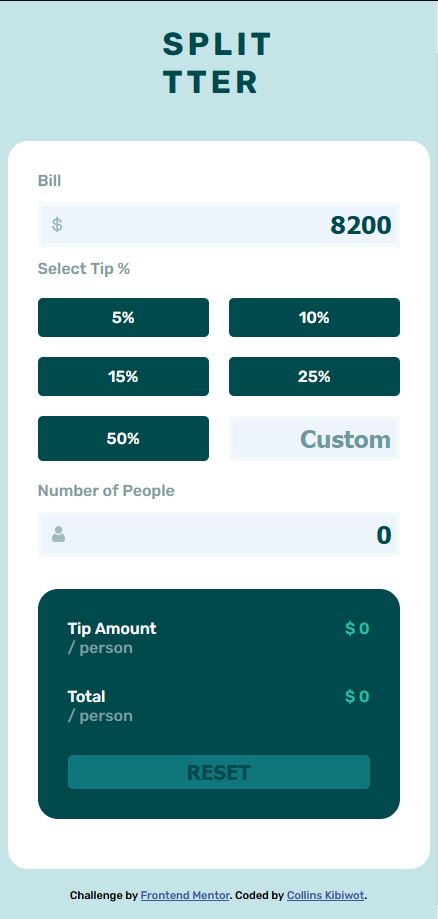 SPLIT
TTER
Bill
$ 8200
Select Tip %
5% 10%
15% 25%
50% Custom
Number of People
0
Tip Amount $ 0
/ person
Total $ 0
/ person
RESET
Challenge by Frontend Mentor. Coded by Collins Kibiwot.